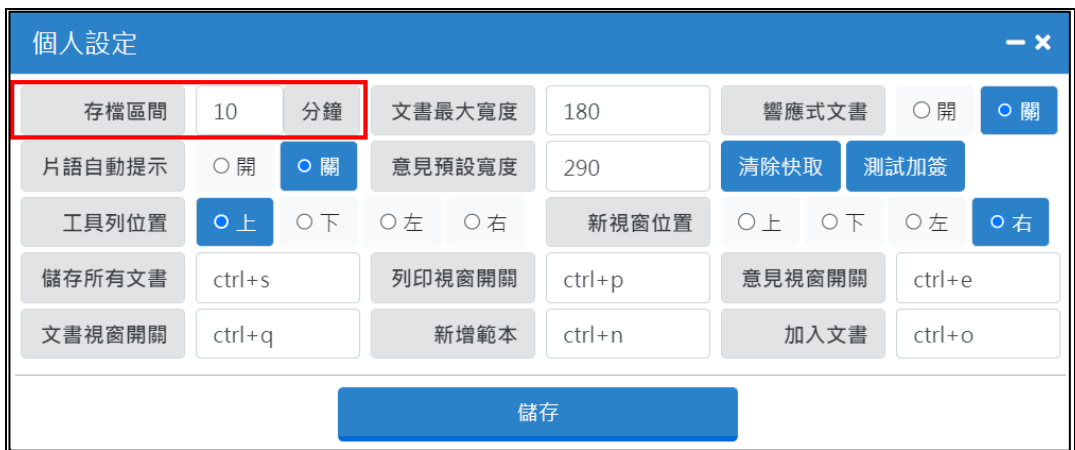 個人設定
存檔區間 10 分鐘 文書最大寬度 180 響應式文書 開 關
片語自動提示 開 關 意見預設寬度 290 清除快取 測試加簽
工具列位置 上 下 左 右 新視窗位置 上 下 左 右
儲存所有文書 ctrl+s 列印視窗開關 ctrl+p 意見視窗開關 ctrl+e
文書視窗開關 ctrl+q 新增範本 ctrl+n 加入文書 ctrl+o
儲存